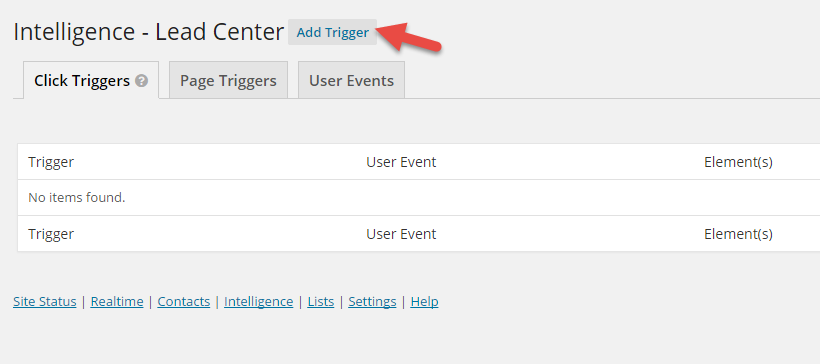 Intelligence - Lead Center Add Trigger
Click Triggers ? Page Triggers User Events
Trigger User Event Element(s)
No items found.
Trigger User Event Element(s)
Site Status | Realtime | Contacts | Intelligence | Lists | Settings | Help